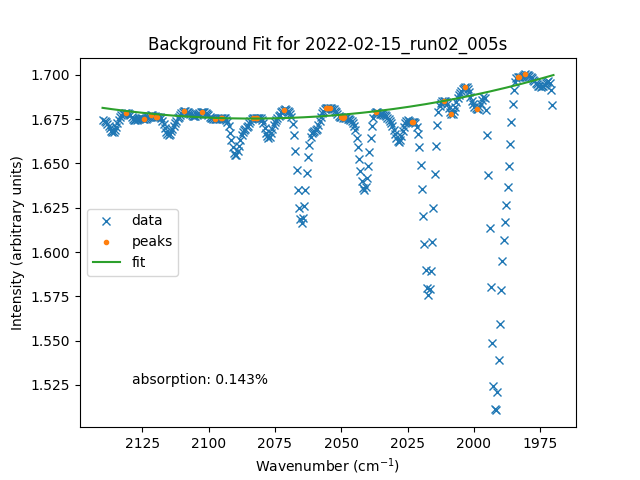 Background Fit for 2022-02-15_run02_005s
Intensity (arbitrary units)
1.700
1.675
1.650
1.625
1.600
1.575
1.550
1.525
data
peaks
fit
absorption: 0.143%
2125 2100 2075 2050 2025 2000 1975
Wavenumber (cm⁻¹)